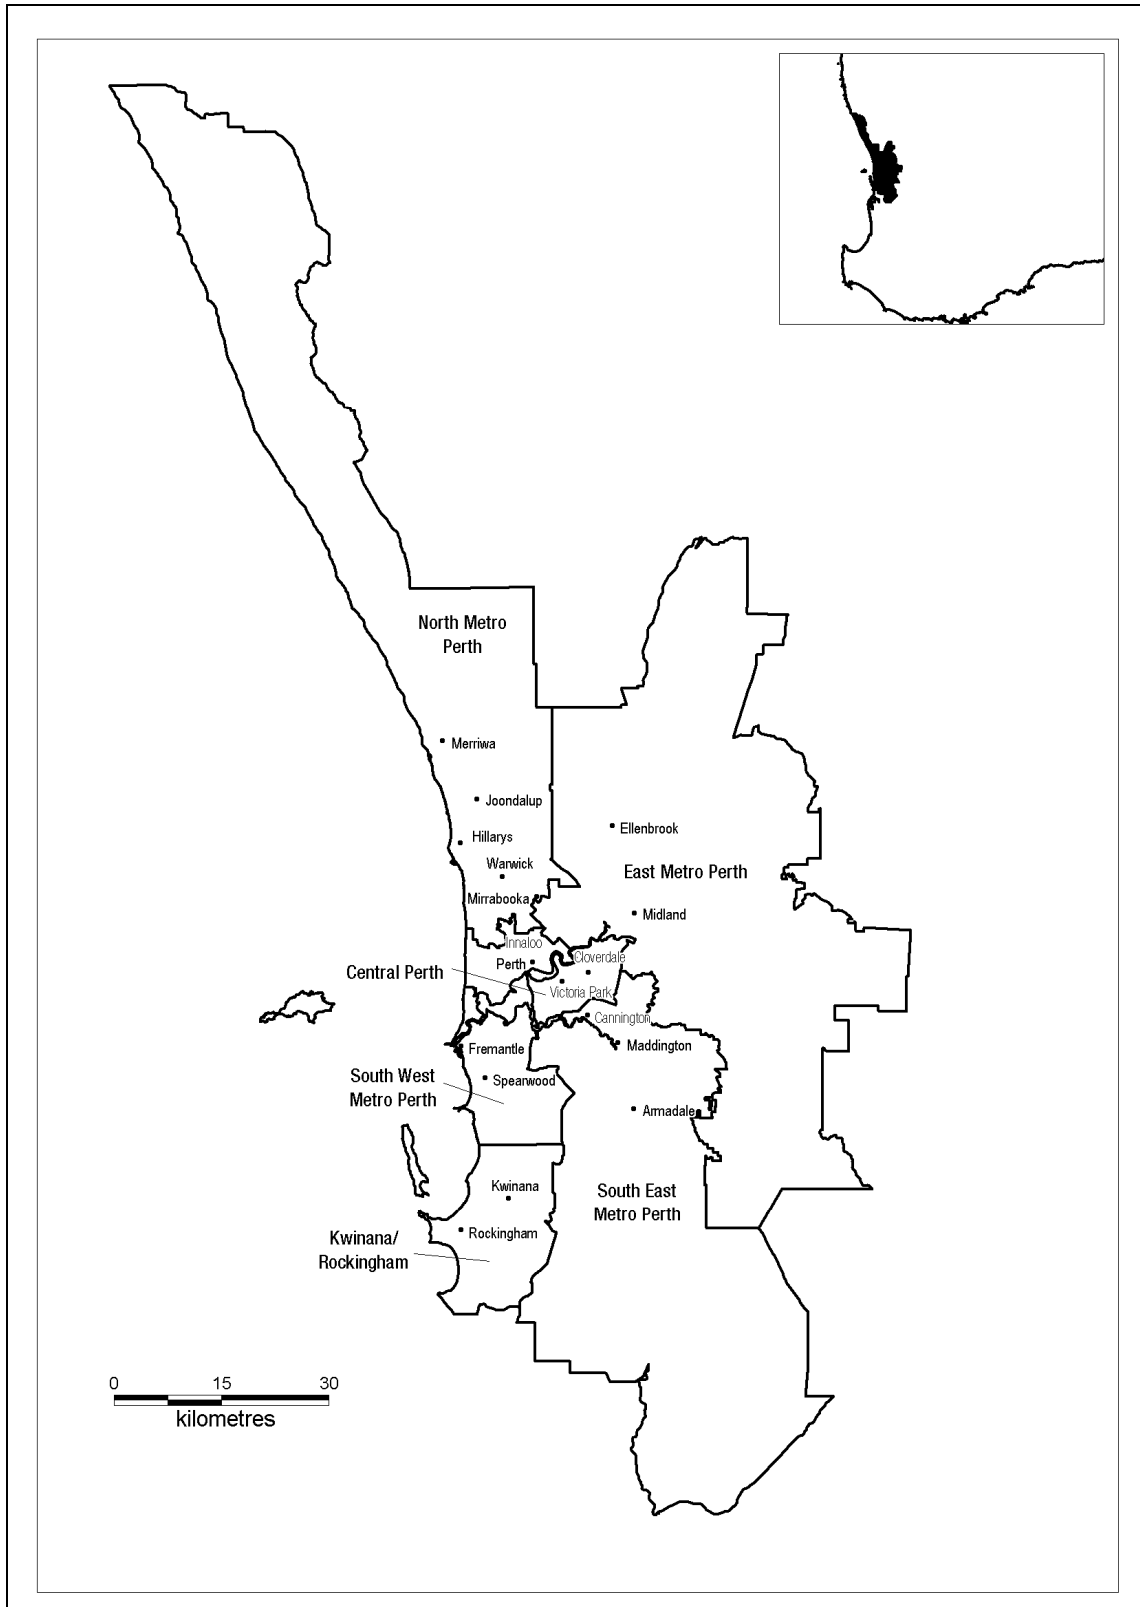 North Metro
Perth
Merriwa
Joondalup
Hillarys
Ellenbrook
Warwick
East Metro Perth
Mirrabooka
Midland
Innaloo
Cloverdale
Perth
Central Perth
Victoria Park
Cannington
Fremantle
Maddington
South West
Metro Perth
Spearwood
Armadale
Kwinana
South East
Metro Perth
Rockingham
Kwinana/
Rockingham
0 15 30
kilometres